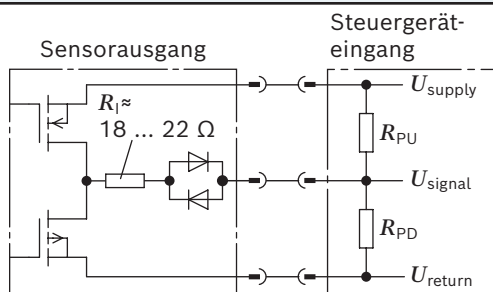 Steuergerät-
eingang
Sensorausgang
U_supply
R_I ≈
18 ... 22 Ω
R_PU
U_signal
R_PD
U_return